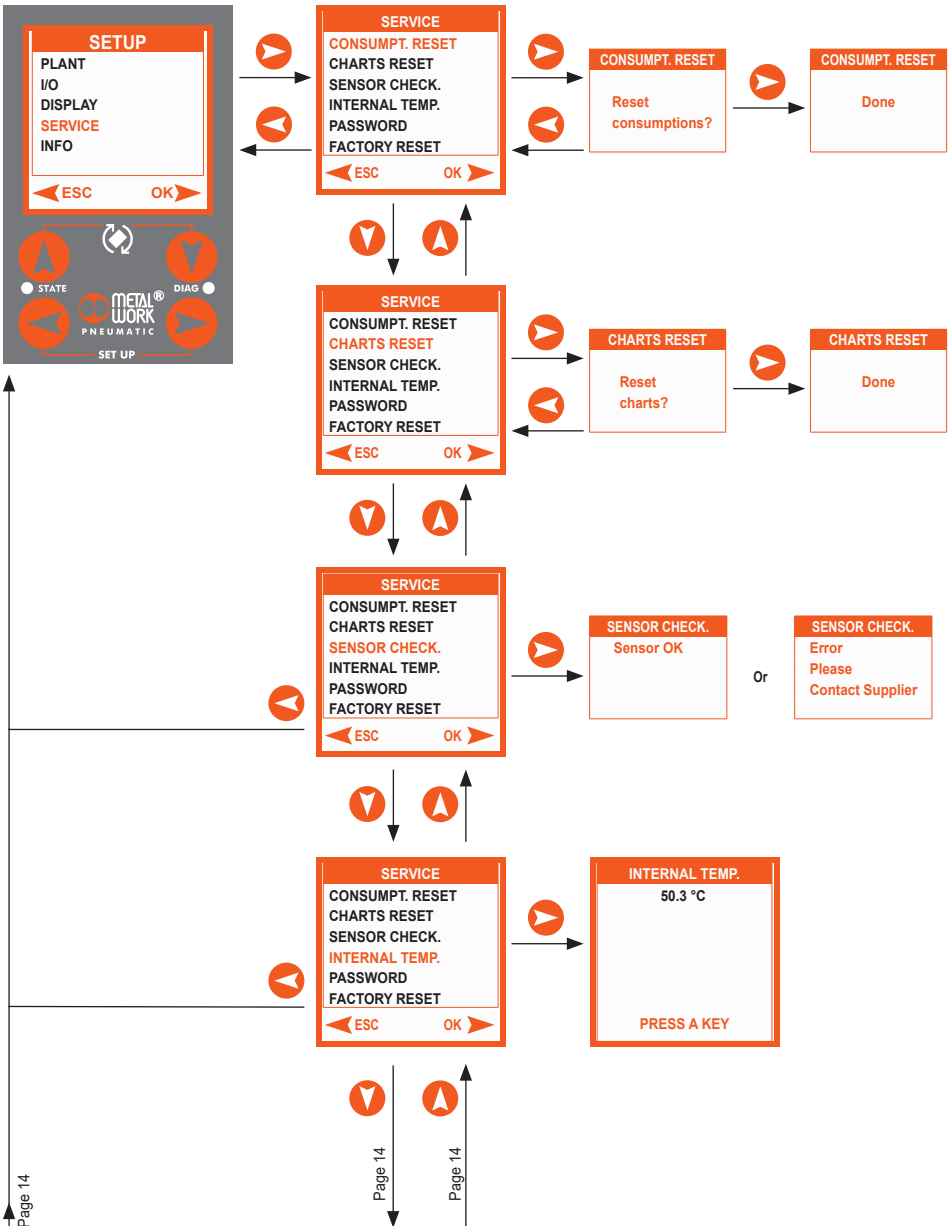 SETUP
PLANT
I/O
DISPLAY
SERVICE
INFO
ESC OK
STATE DIAG
METAL®
WORK
PNEUMATIC
SET UP
SERVICE
CONSUMPT. RESET
CHARTS RESET
SENSOR CHECK.
INTERNAL TEMP.
PASSWORD
FACTORY RESET
ESC OK
CONSUMPT. RESET
Reset
consumptions?
CONSUMPT. RESET
Done
SERVICE
CONSUMPT. RESET
CHARTS RESET
SENSOR CHECK.
INTERNAL TEMP.
PASSWORD
FACTORY RESET
ESC OK
CHARTS RESET
Reset
charts?
CHARTS RESET
Done
SERVICE
CONSUMPT. RESET
CHARTS RESET
SENSOR CHECK.
INTERNAL TEMP.
PASSWORD
FACTORY RESET
ESC OK
SENSOR CHECK.
Sensor OK
Or
SENSOR CHECK.
Error
Please
Contact Supplier
SERVICE
CONSUMPT. RESET
CHARTS RESET
SENSOR CHECK.
INTERNAL TEMP.
PASSWORD
FACTORY RESET
ESC OK
INTERNAL TEMP.
50.3 °C
PRESS A KEY
Page 14
Page 14
Page 14